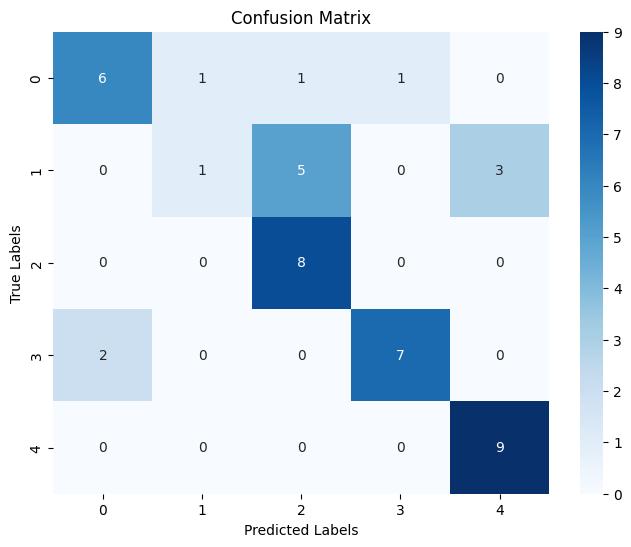 Confusion Matrix
0 6 1 1 1 0
1 0 1 5 0 3
2 0 0 8 0 0
3 2 0 0 7 0
4 0 0 0 0 9
0 1 2 3 4
True Labels
Predicted Labels
9
8
7
6
5
4
3
2
1
0